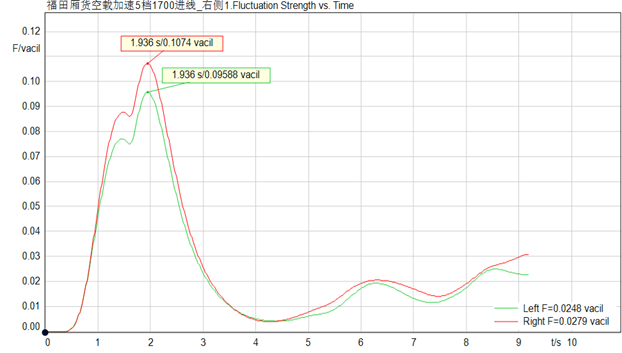 福田厢货空载加速5档1700进线_右侧1.Fluctuation Strength vs. Time
0.12
F/vacil
0.10
0.09
0.08
0.07
0.06
0.05
0.04
0.03
0.02
0.01
0.00
1.936 s/0.1074 vacil
1.936 s/0.09588 vacil
Left F=0.0248 vacil
Right F=0.0279 vacil
0 1 2 3 4 5 6 7 8 9 t/s 10